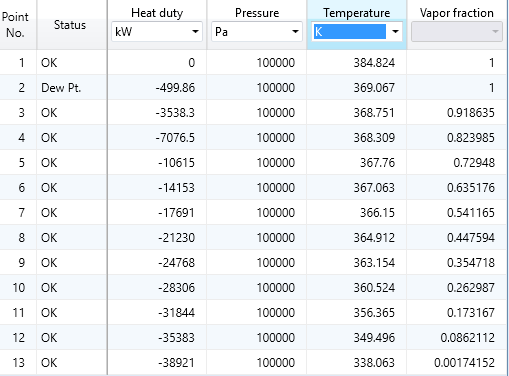 Point No. Status Heat duty Pressure Temperature Vapor fraction
kW Pa K
1 OK 0 100000 384.824 1
2 Dew Pt. -499.86 100000 369.067 1
3 OK -3538.3 100000 368.751 0.918635
4 OK -7076.5 100000 368.309 0.823985
5 OK -10615 100000 367.76 0.72948
6 OK -14153 100000 367.063 0.635176
7 OK -17691 100000 366.15 0.541165
8 OK -21230 100000 364.912 0.447594
9 OK -24768 100000 363.154 0.354718
10 OK -28306 100000 360.524 0.262987
11 OK -31844 100000 356.365 0.173167
12 OK -35383 100000 349.496 0.0862112
13 OK -38921 100000 338.063 0.00174152